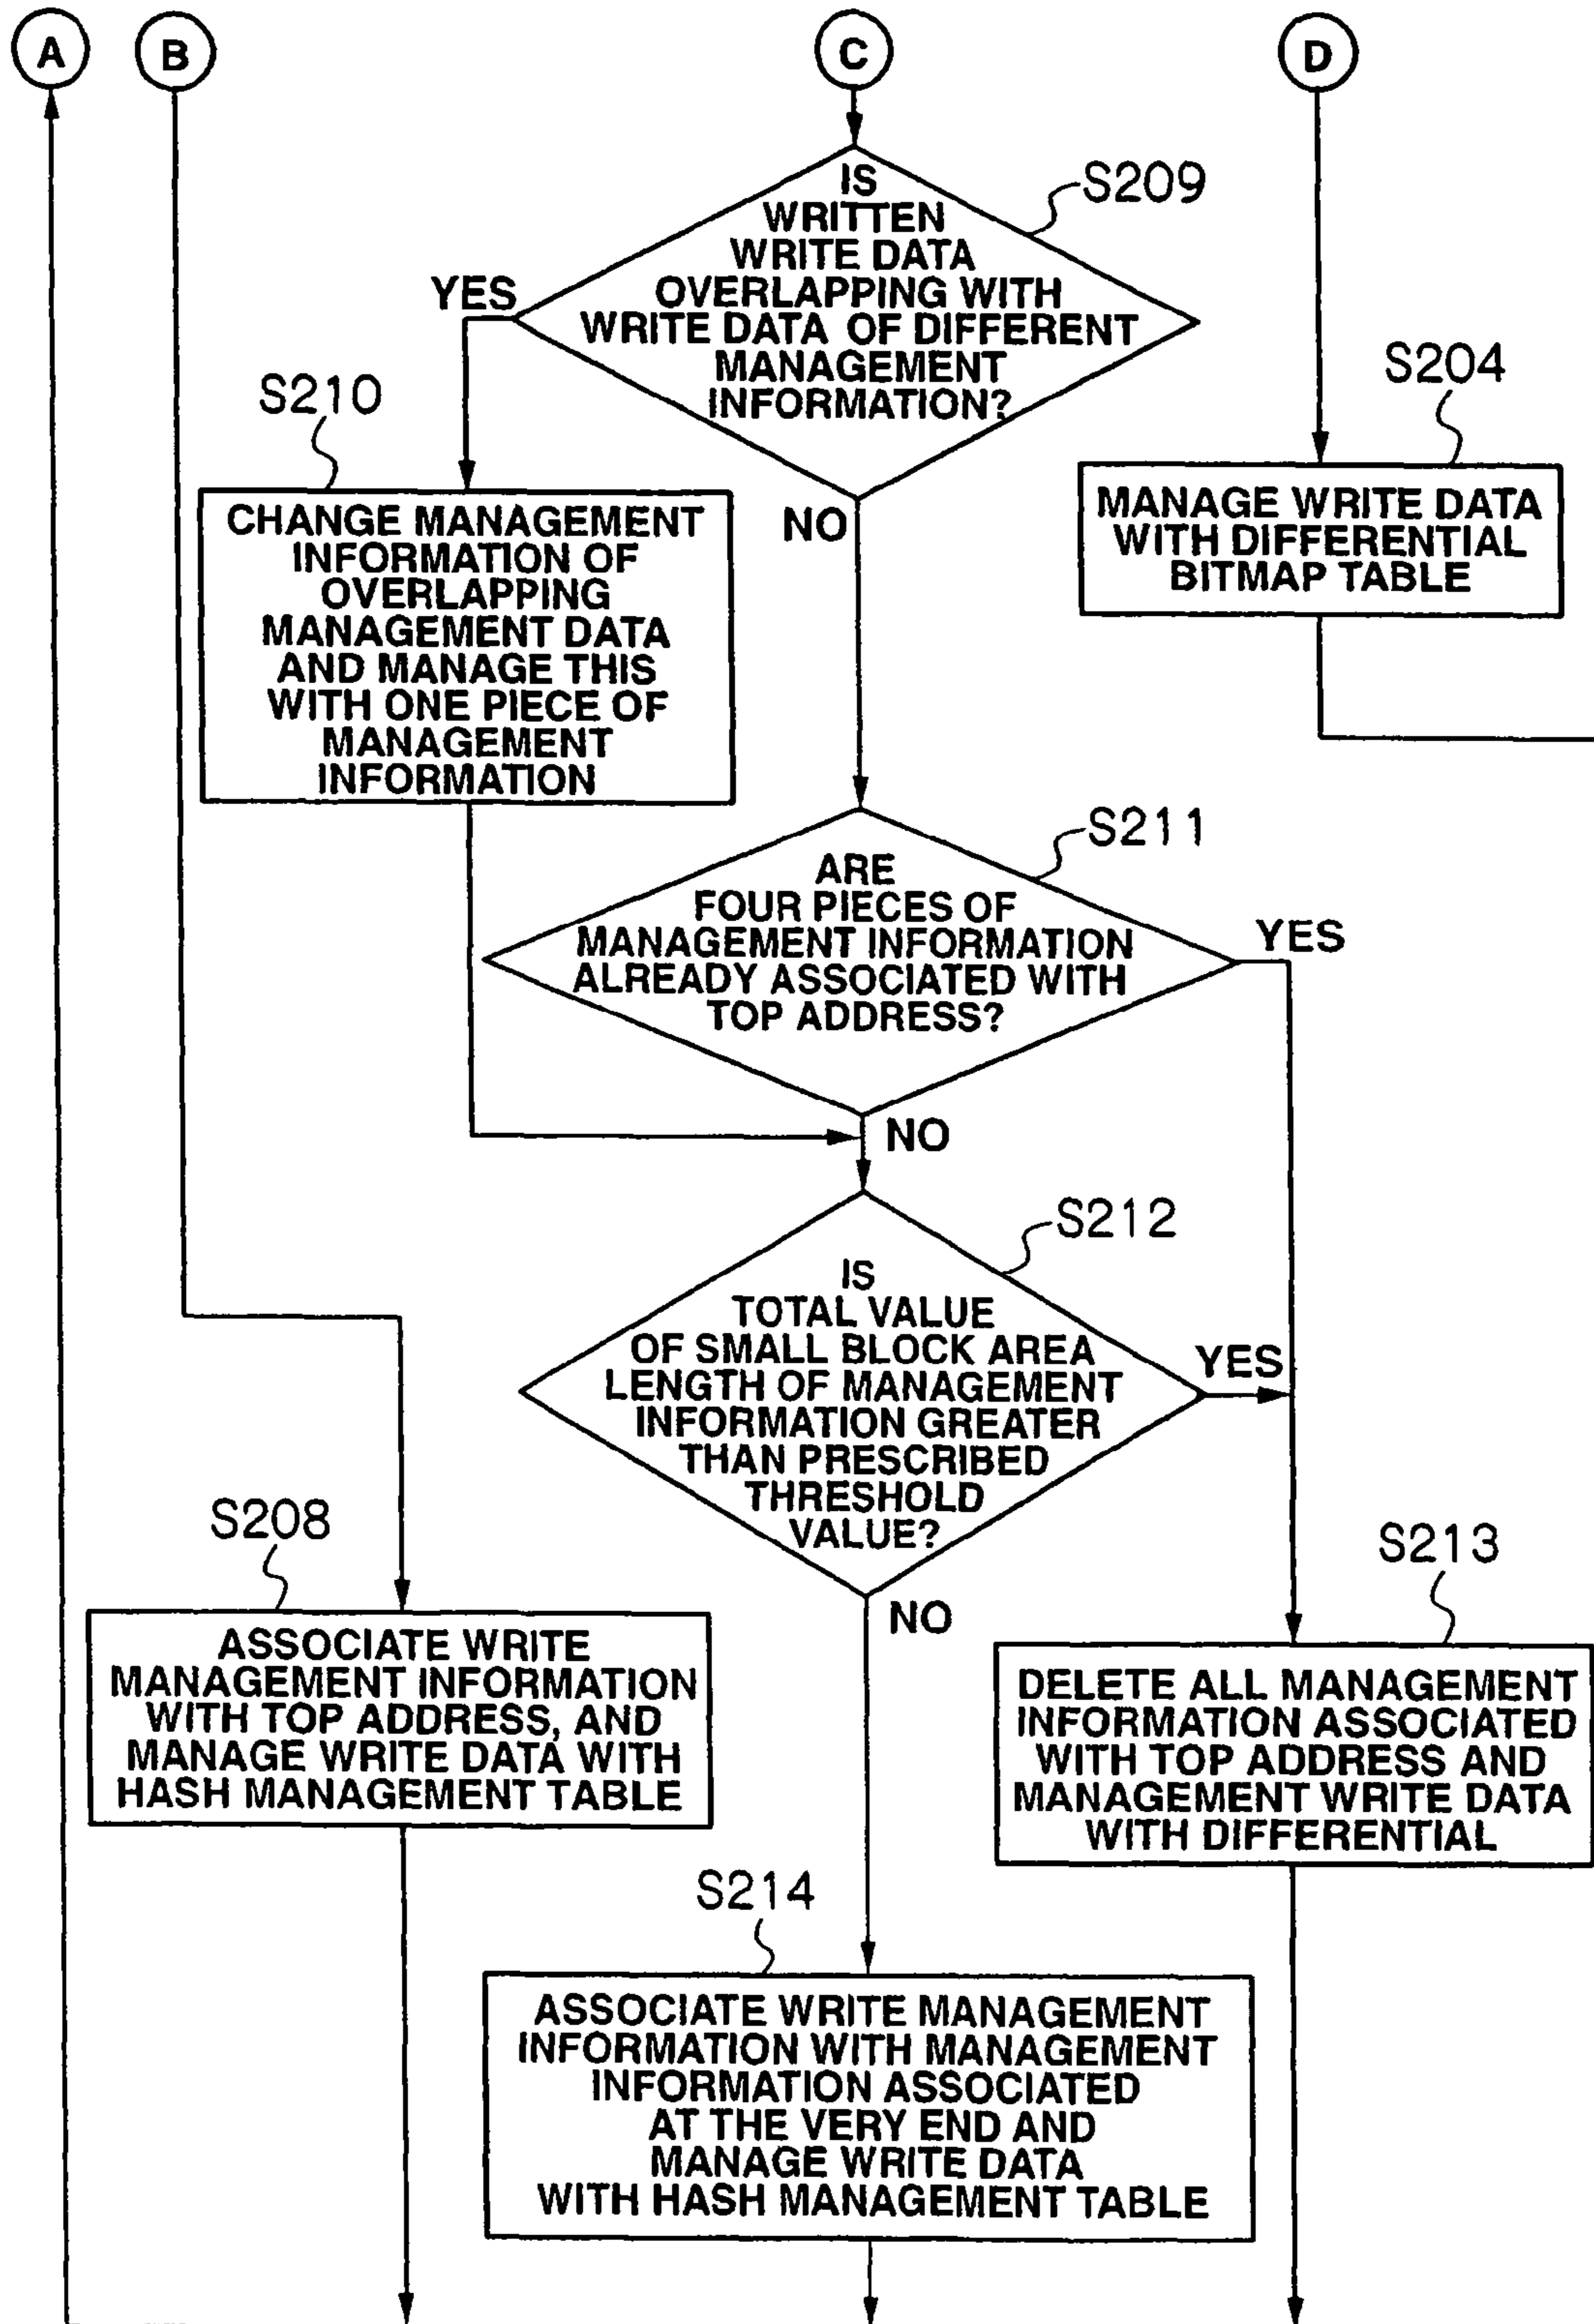 A
B
C
D
IS
WRITTEN
WRITE DATA
OVERLAPPING WITH
WRITE DATA OF DIFFERENT
MANAGEMENT
INFORMATION?
S209
YES
NO
S210
CHANGE MANAGEMENT
INFORMATION OF
OVERLAPPING
MANAGEMENT DATA
AND MANAGE THIS
WITH ONE PIECE OF
MANAGEMENT
INFORMATION
S204
MANAGE WRITE DATA
WITH DIFFERENTIAL
BITMAP TABLE
S211
ARE
FOUR PIECES OF
MANAGEMENT INFORMATION
ALREADY ASSOCIATED WITH
TOP ADDRESS?
YES
NO
S212
IS
TOTAL VALUE
OF SMALL BLOCK AREA
LENGTH OF MANAGEMENT
INFORMATION GREATER
THAN PRESCRIBED
THRESHOLD
VALUE?
YES
NO
S208
ASSOCIATE WRITE
MANAGEMENT INFORMATION
WITH TOP ADDRESS, AND
MANAGE WRITE DATA WITH
HASH MANAGEMENT TABLE
S213
DELETE ALL MANAGEMENT
INFORMATION ASSOCIATED
WITH TOP ADDRESS AND
MANAGEMENT WRITE DATA
WITH DIFFERENTIAL
S214
ASSOCIATE WRITE MANAGEMENT
INFORMATION WITH MANAGEMENT
INFORMATION ASSOCIATED
AT THE VERY END AND
MANAGE WRITE DATA
WITH HASH MANAGEMENT TABLE